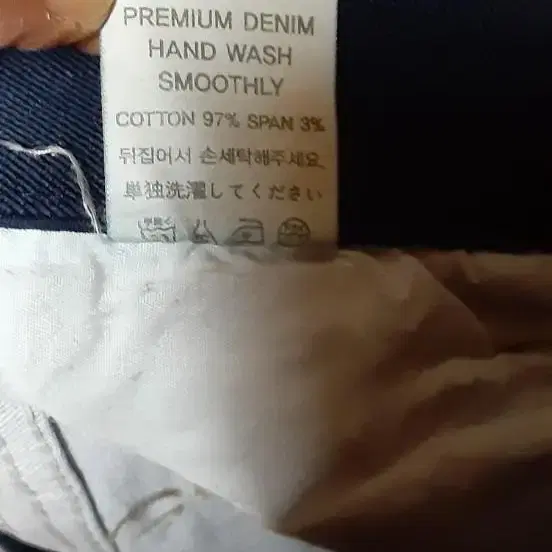 PREMIUM DENIM
HAND WASH
SMOOTHLY
COTTON 97% SPAN 3%
뒤집어서 손세탁해주세요
単独洗濯してください